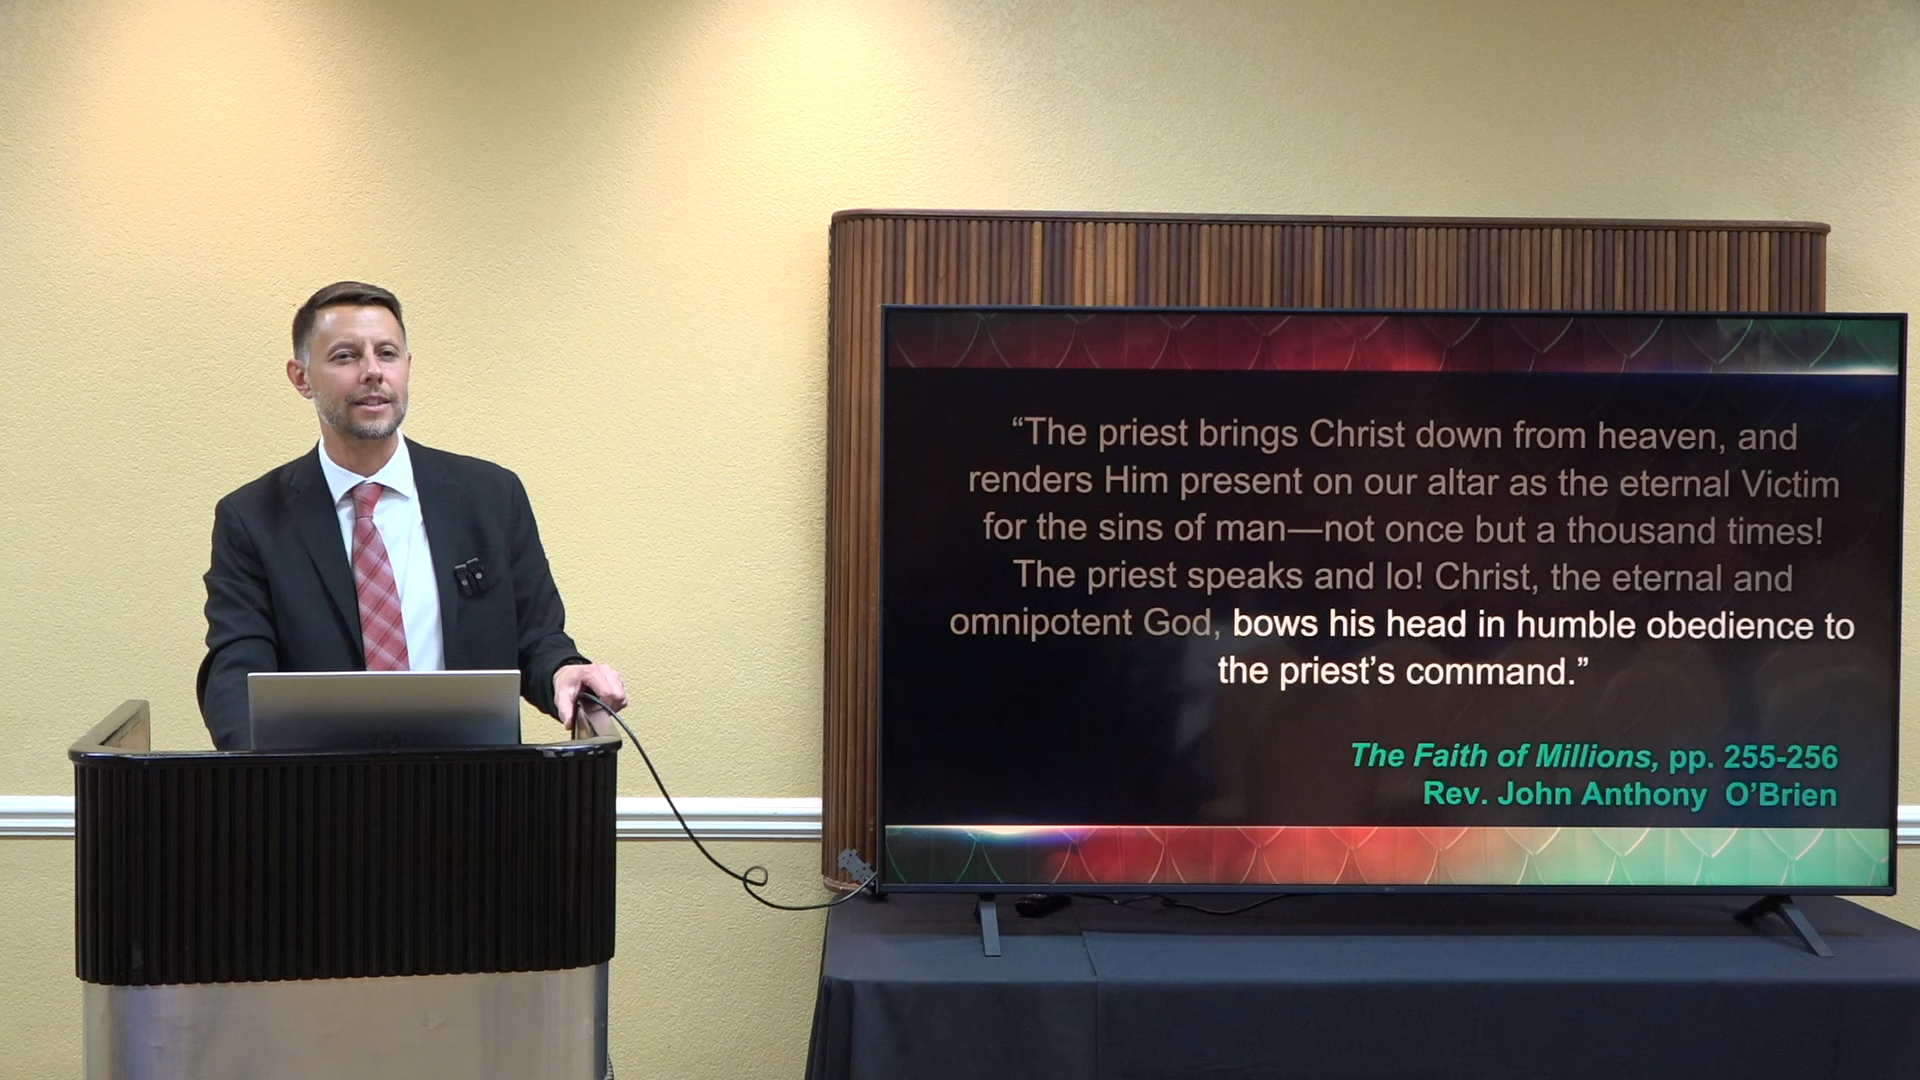 “The priest brings Christ down from heaven, and
renders Him present on our altar as the eternal Victim
for the sins of man—not once but a thousand times!
The priest speaks and lo! Christ, the eternal and
omnipotent God, bows his head in humble obedience to
the priest’s command.”
The Faith of Millions, pp. 255-256
Rev. John Anthony O’Brien